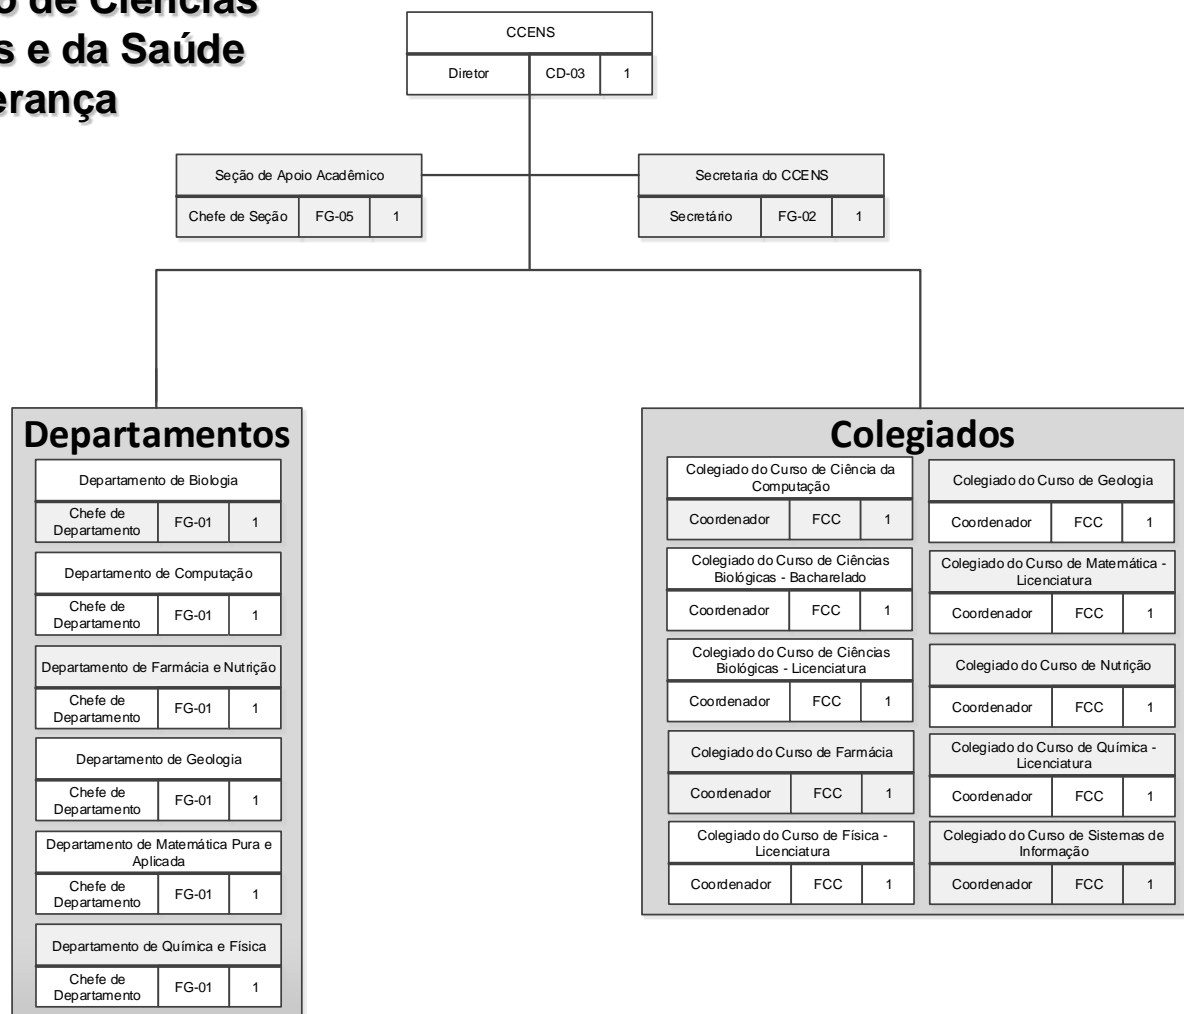 o de Ciências
s e da Saúde
erança
CCENS
Diretor CD-03 1
Seção de Apoio Acadêmico
Chefe de Seção FG-05 1
Secretaria do CCENS
Secretário FG-02 1
Departamentos
Departamento de Biologia
Chefe de
Departamento FG-01 1
Departamento de Computação
Chefe de
Departamento FG-01 1
Departamento de Farmácia e Nutrição
Chefe de
Departamento FG-01 1
Departamento de Geologia
Chefe de
Departamento FG-01 1
Departamento de Matemática Pura e
Aplicada
Chefe de
Departamento FG-01 1
Departamento de Química e Física
Chefe de
Departamento FG-01 1
Colegiados
Colegiado do Curso de Ciência da
Computação
Coordenador FCC 1
Colegiado do Curso de Ciências
Biológicas - Bacharelado
Coordenador FCC 1
Colegiado do Curso de Ciências
Biológicas - Licenciatura
Coordenador FCC 1
Colegiado do Curso de Farmácia
Coordenador FCC 1
Colegiado do Curso de Física -
Licenciatura
Coordenador FCC 1
Colegiado do Curso de Geologia
Coordenador FCC 1
Colegiado do Curso de Matemática -
Licenciatura
Coordenador FCC 1
Colegiado do Curso de Nutrição
Coordenador FCC 1
Colegiado do Curso de Química -
Licenciatura
Coordenador FCC 1
Colegiado do Curso de Sistemas de
Informação
Coordenador FCC 1